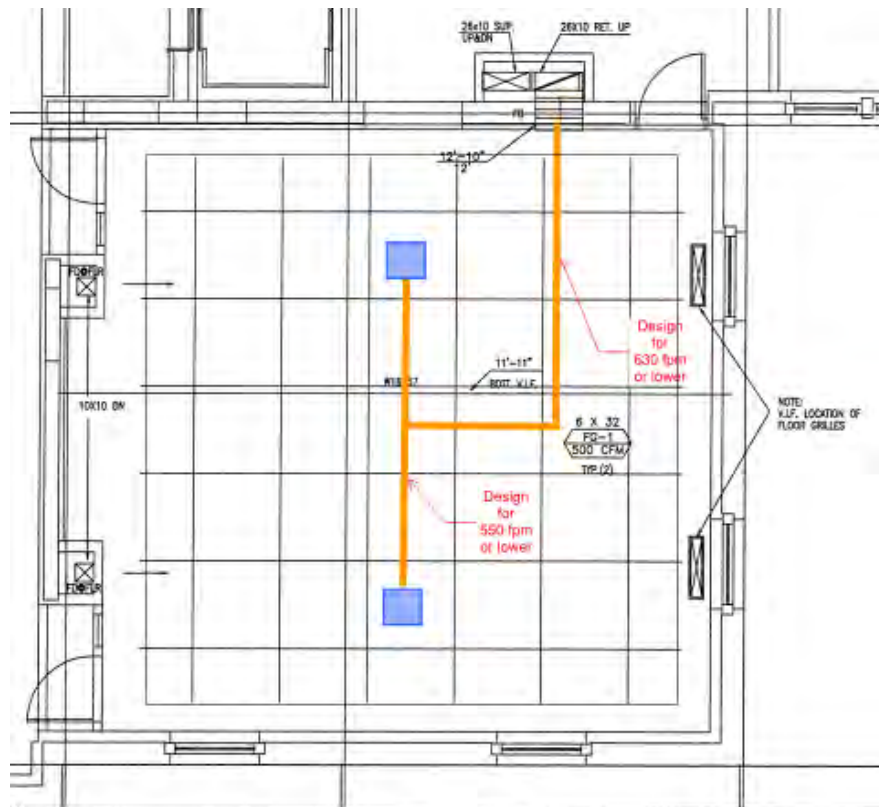 26x10 SUP.
UP&DN
26X10 RET. UP
12'-10"
2
Design
for
630 fpm
or lower
11'-11"
BOTT V.I.F.
10X10 DN
6 X 32
FG-1
500 CFM
TYP.(2)
NOTE:
V.I.F. LOCATION OF
FLOOR GRILLES
Design
for
550 fpm
or lower